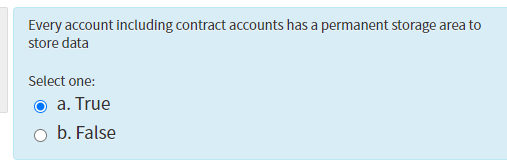 Every account including contract accounts has a permanent storage area to
store data
Select one:
a. True
b. False